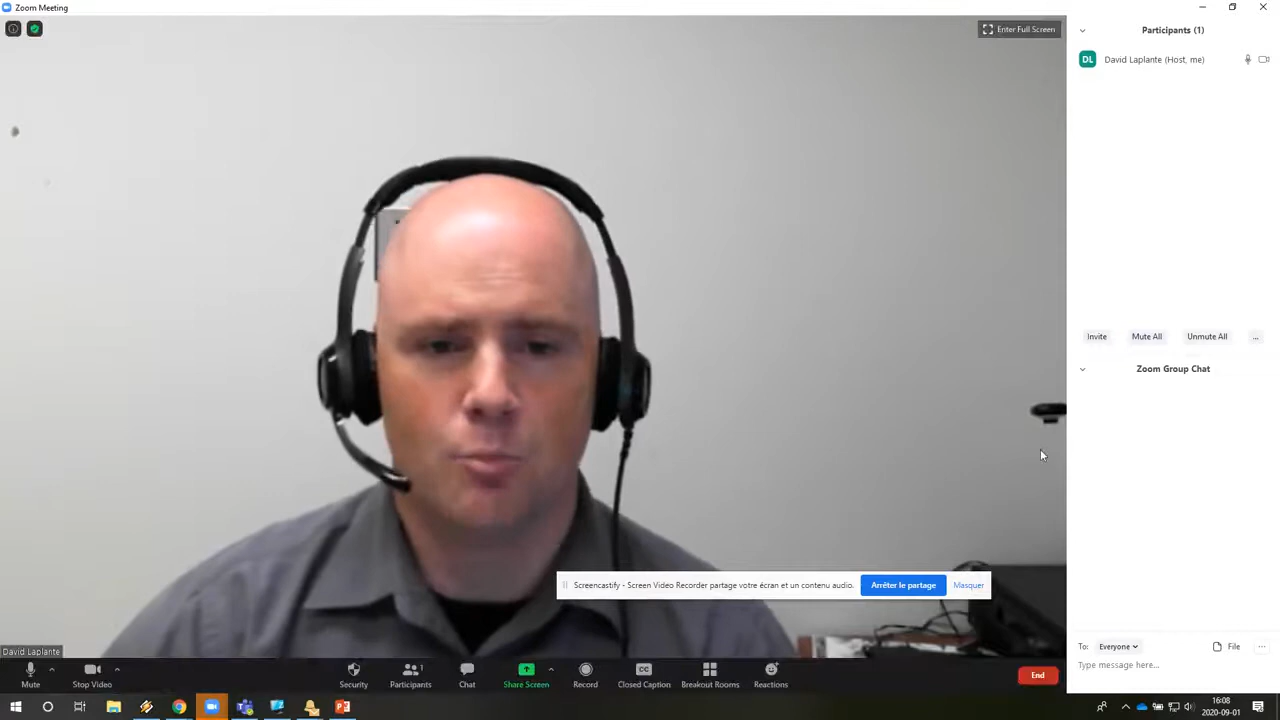 Zoom Meeting
Enter Full Screen
Participants (1)
DL David Laplante (Host, me)
Invite Mute All Unmute All ...
Zoom Group Chat
Screencastify - Screen Video Recorder partage votre écran et un contenu audio. Arrêter le partage Masquer
To: Everyone File ...
David Laplante
Type message here...
1
Mute Stop Video Security Participants Chat Share Screen Record Closed Caption Breakout Rooms Reactions End
CC
16:08
2020-09-01